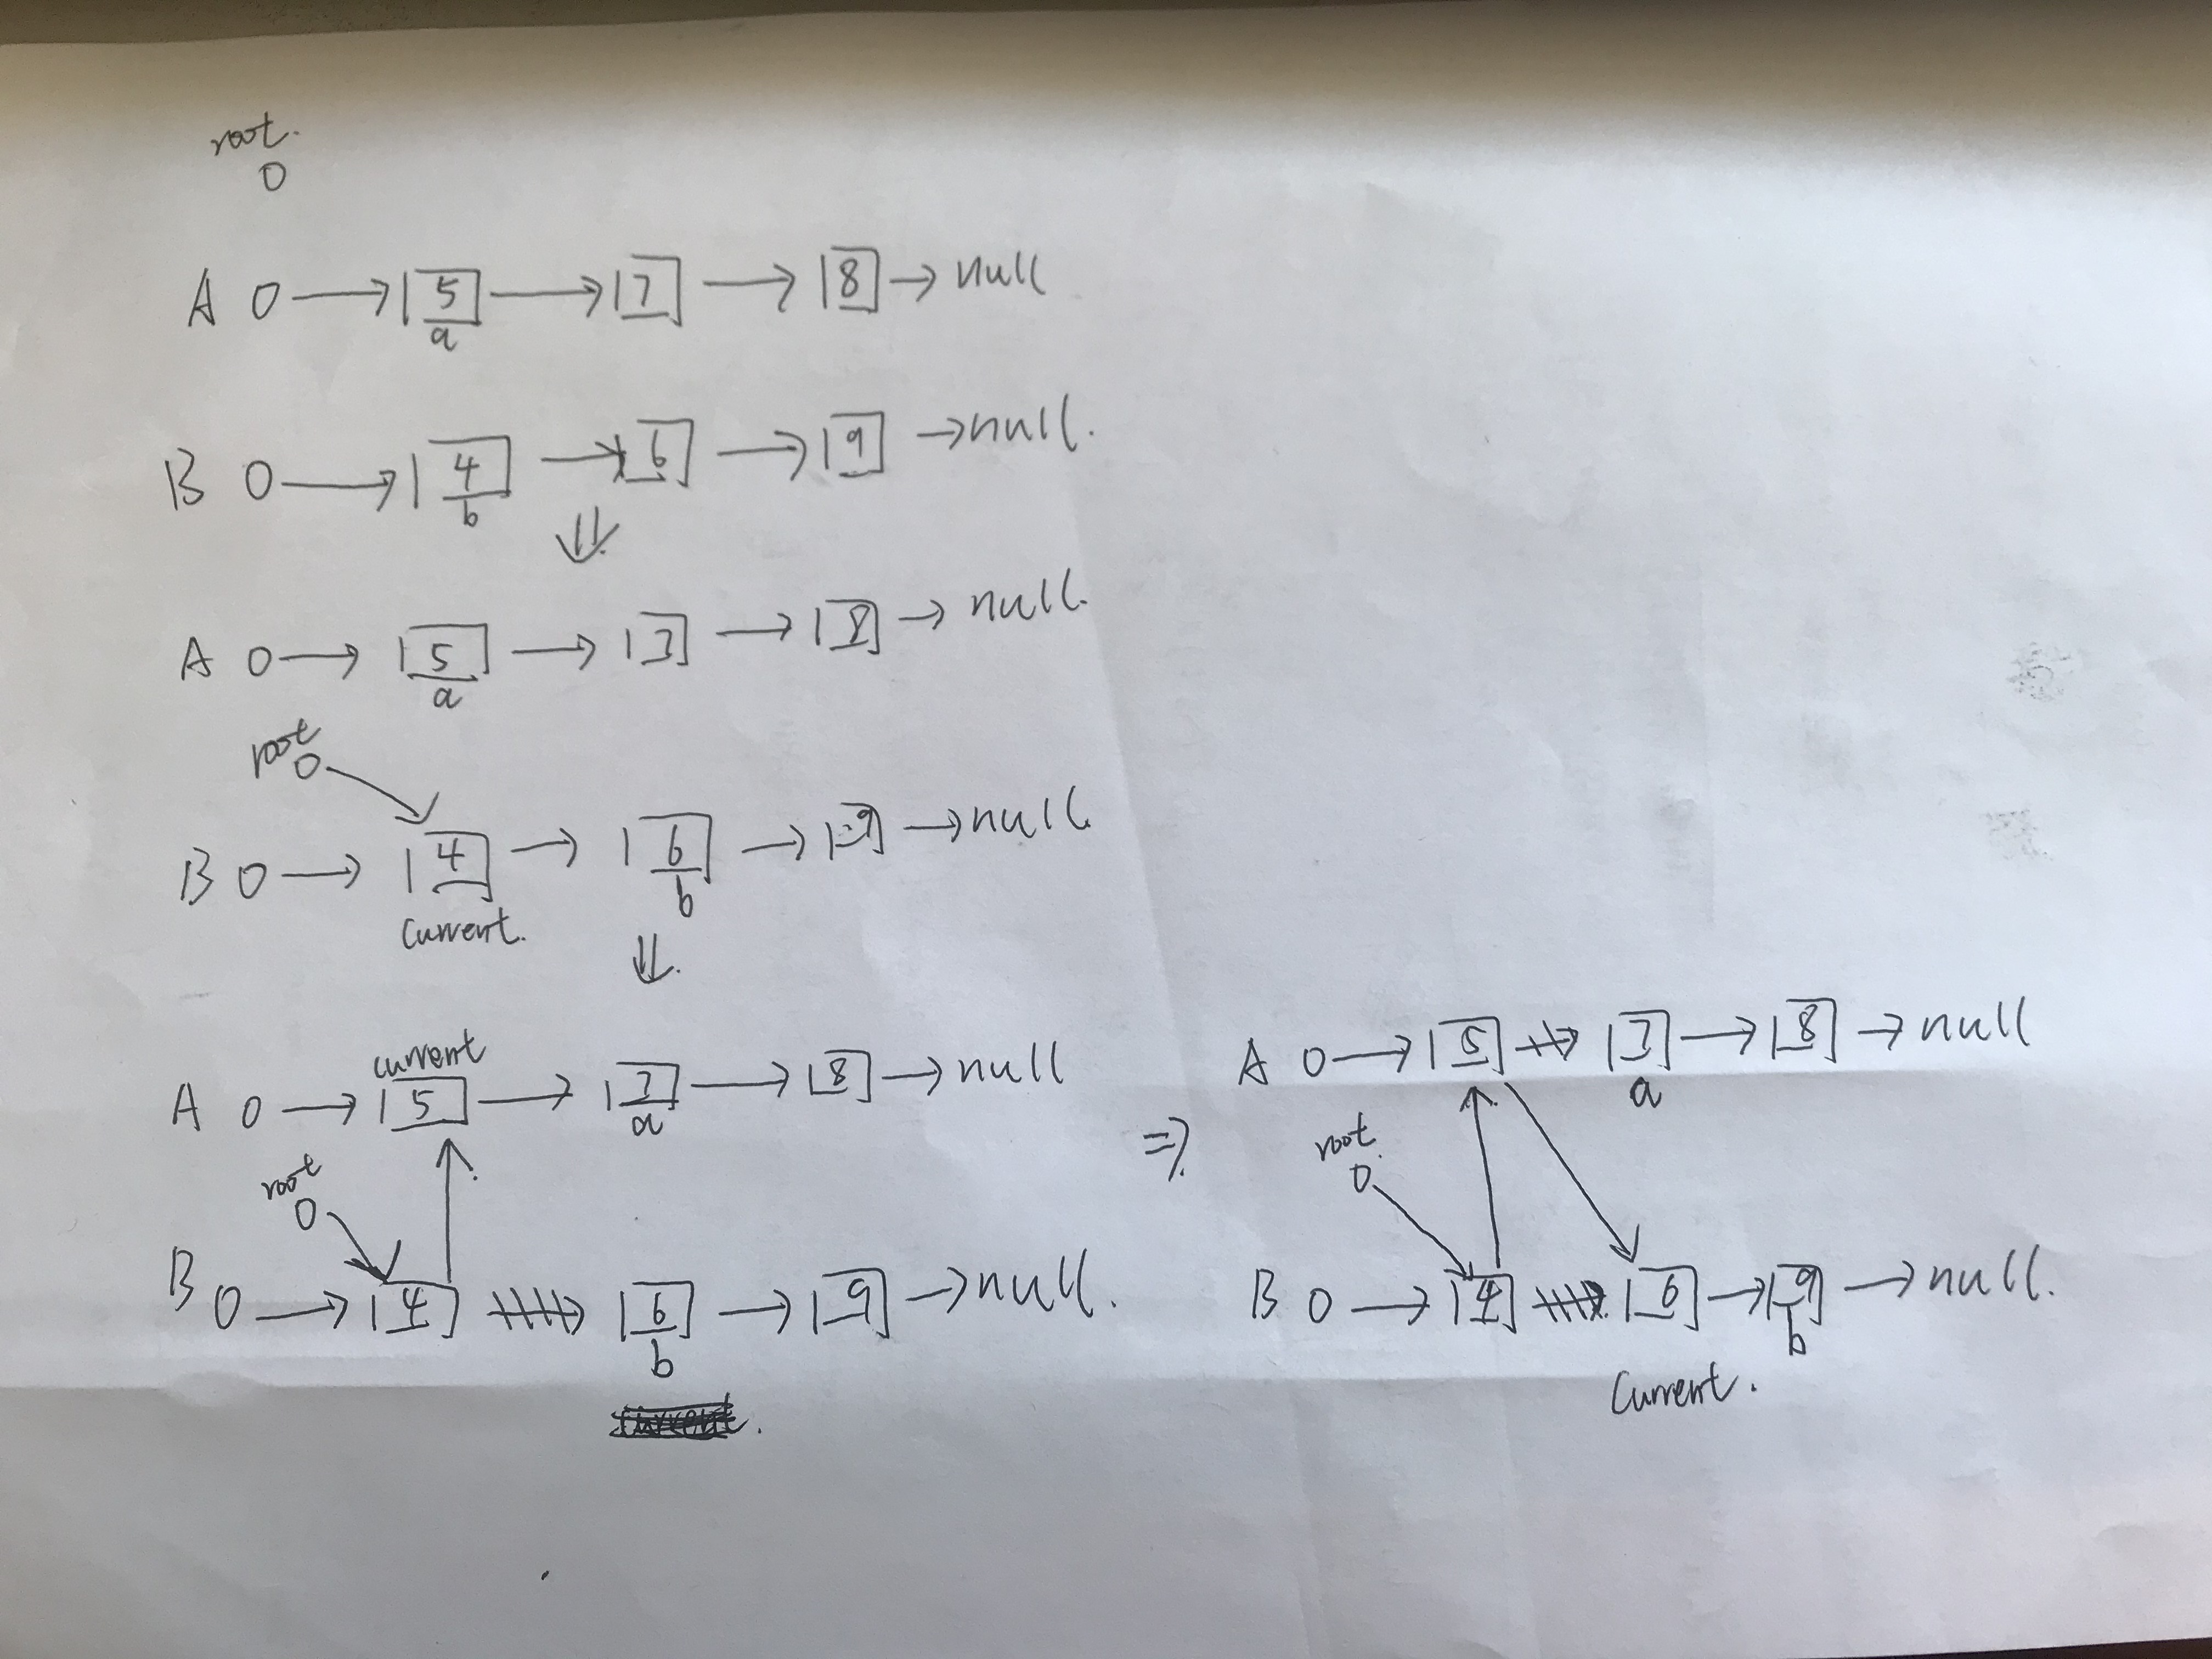 root.
0
A 0 → 5 → 7 → 8 → null
a
B 0 → 4 → 6 → 9 → null.
b
⇓
A 0 → 5 → 7 → 8 → null.
a
root
0
B 0 → 4 → 6 → 9 → null
b
Current.
⇓
current
A 0 → 5 → 7 → 8 → null
a
root
0
B 0 → 4 → 6 → 9 → null.
b
⇒
A 0 → 5 → 7 → 8 → null
a
root.
0
B 0 → 4 → 6 → 9 → null.
b
Current.